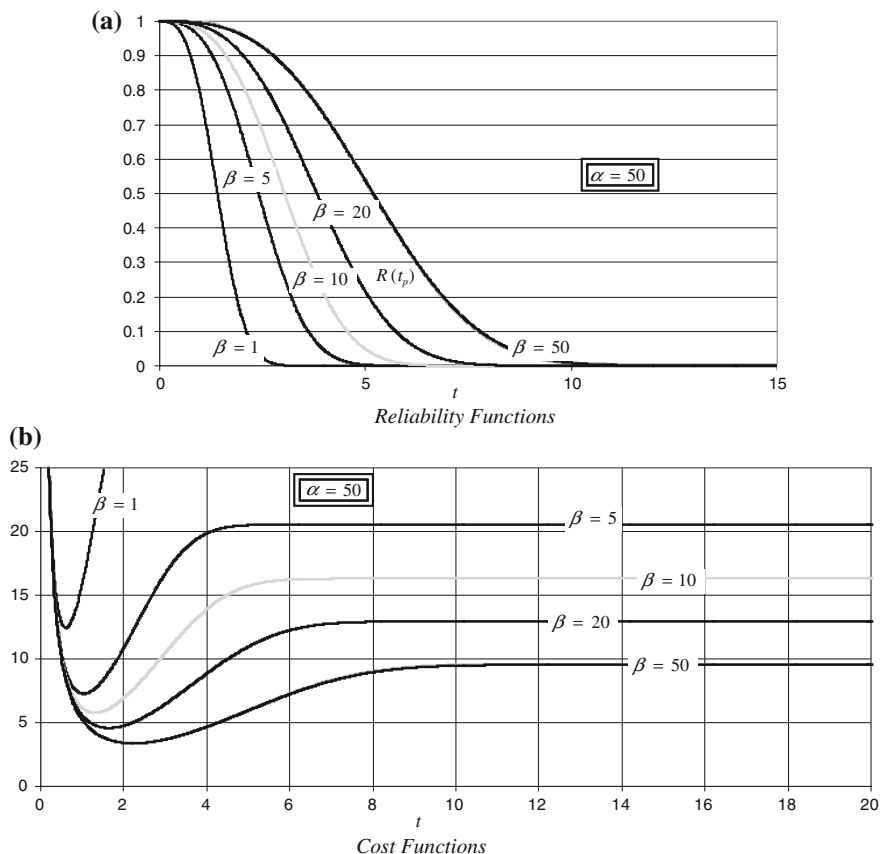 (a)
1
0.9
0.8
0.7
0.6
0.5
0.4
0.3
0.2
0.1
0
β = 5
β = 20
α = 50
β = 10
R(tₚ)
β = 1
β = 50
0 5 10 15
t
Reliability Functions
(b)
25
20
15
10
5
0
β = 1
α = 50
β = 5
β = 10
β = 20
β = 50
0 2 4 6 8 10 12 14 16 18 20
t
Cost Functions